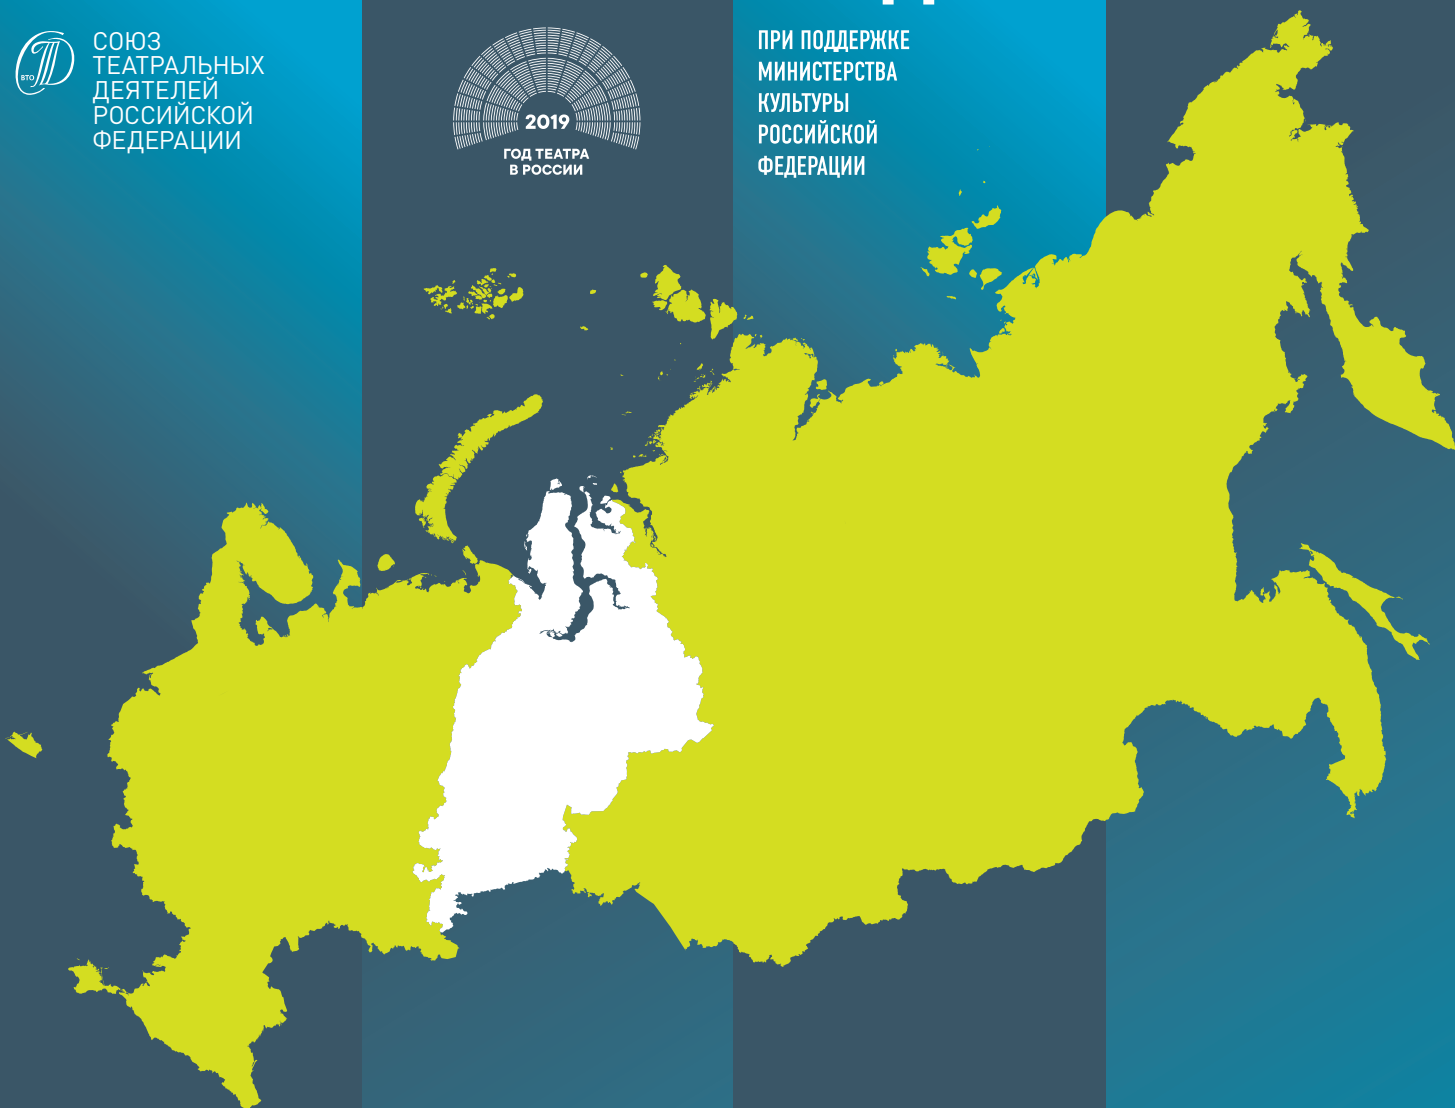 ВТО
СОЮЗ
ТЕАТРАЛЬНЫХ
ДЕЯТЕЛЕЙ
РОССИЙСКОЙ
ФЕДЕРАЦИИ
2019
ГОД ТЕАТРА
В РОССИИ
ПРИ ПОДДЕРЖКЕ
МИНИСТЕРСТВА
КУЛЬТУРЫ
РОССИЙСКОЙ
ФЕДЕРАЦИИ